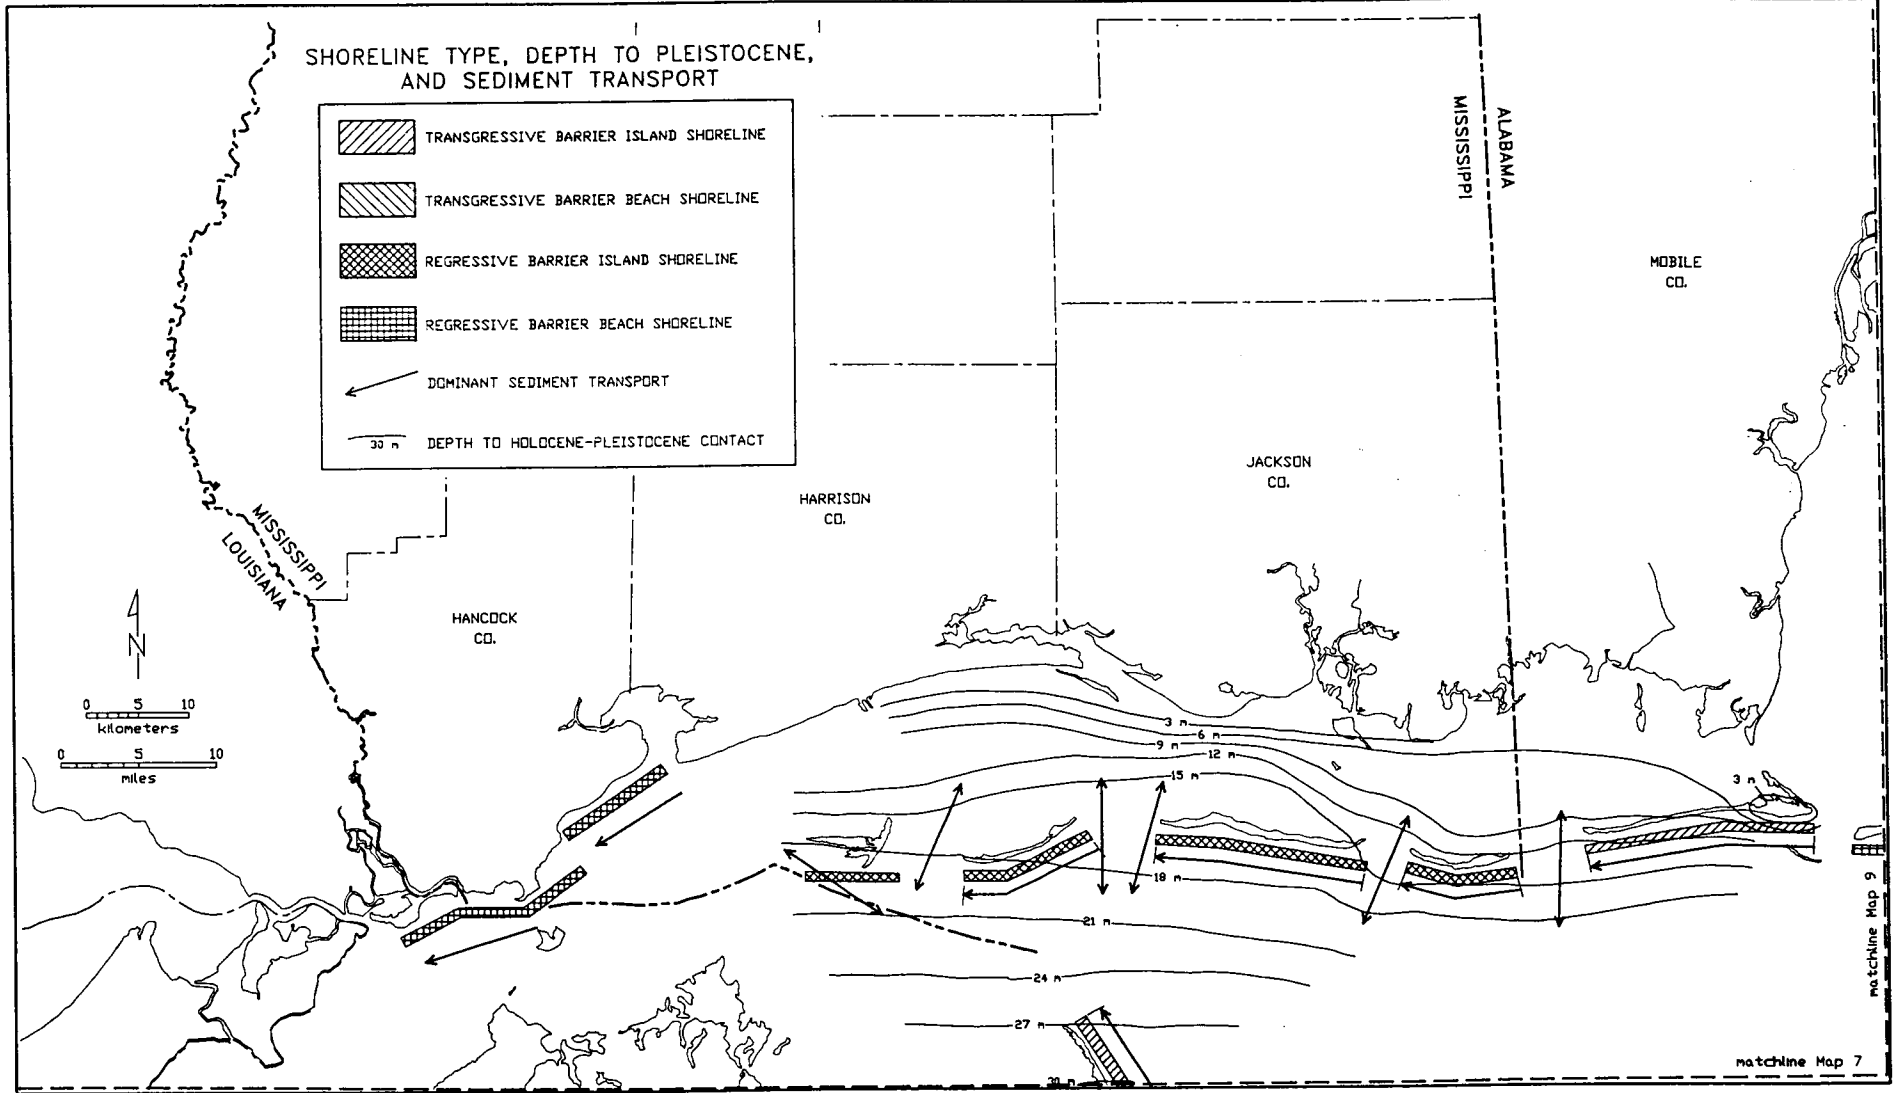 SHORELINE TYPE, DEPTH TO PLEISTOCENE,
AND SEDIMENT TRANSPORT
TRANSGRESSIVE BARRIER ISLAND SHORELINE
TRANSGRESSIVE BARRIER BEACH SHORELINE
REGRESSIVE BARRIER ISLAND SHORELINE
REGRESSIVE BARRIER BEACH SHORELINE
DOMINANT SEDIMENT TRANSPORT
30 m DEPTH TO HOLOCENE-PLEISTOCENE CONTACT
MISSISSIPPI
ALABAMA
MOBILE
CO.
JACKSON
CO.
HARRISON
CO.
MISSISSIPPI
LOUISIANA
HANCOCK
CO.
N
0 5 10
kilometers
0 5 10
miles
3 m
6 m
9 m
12 m
15 m
3 m
18 m
21 m
24 m
27 m
30 m
matchline Map 9
matchline Map 7